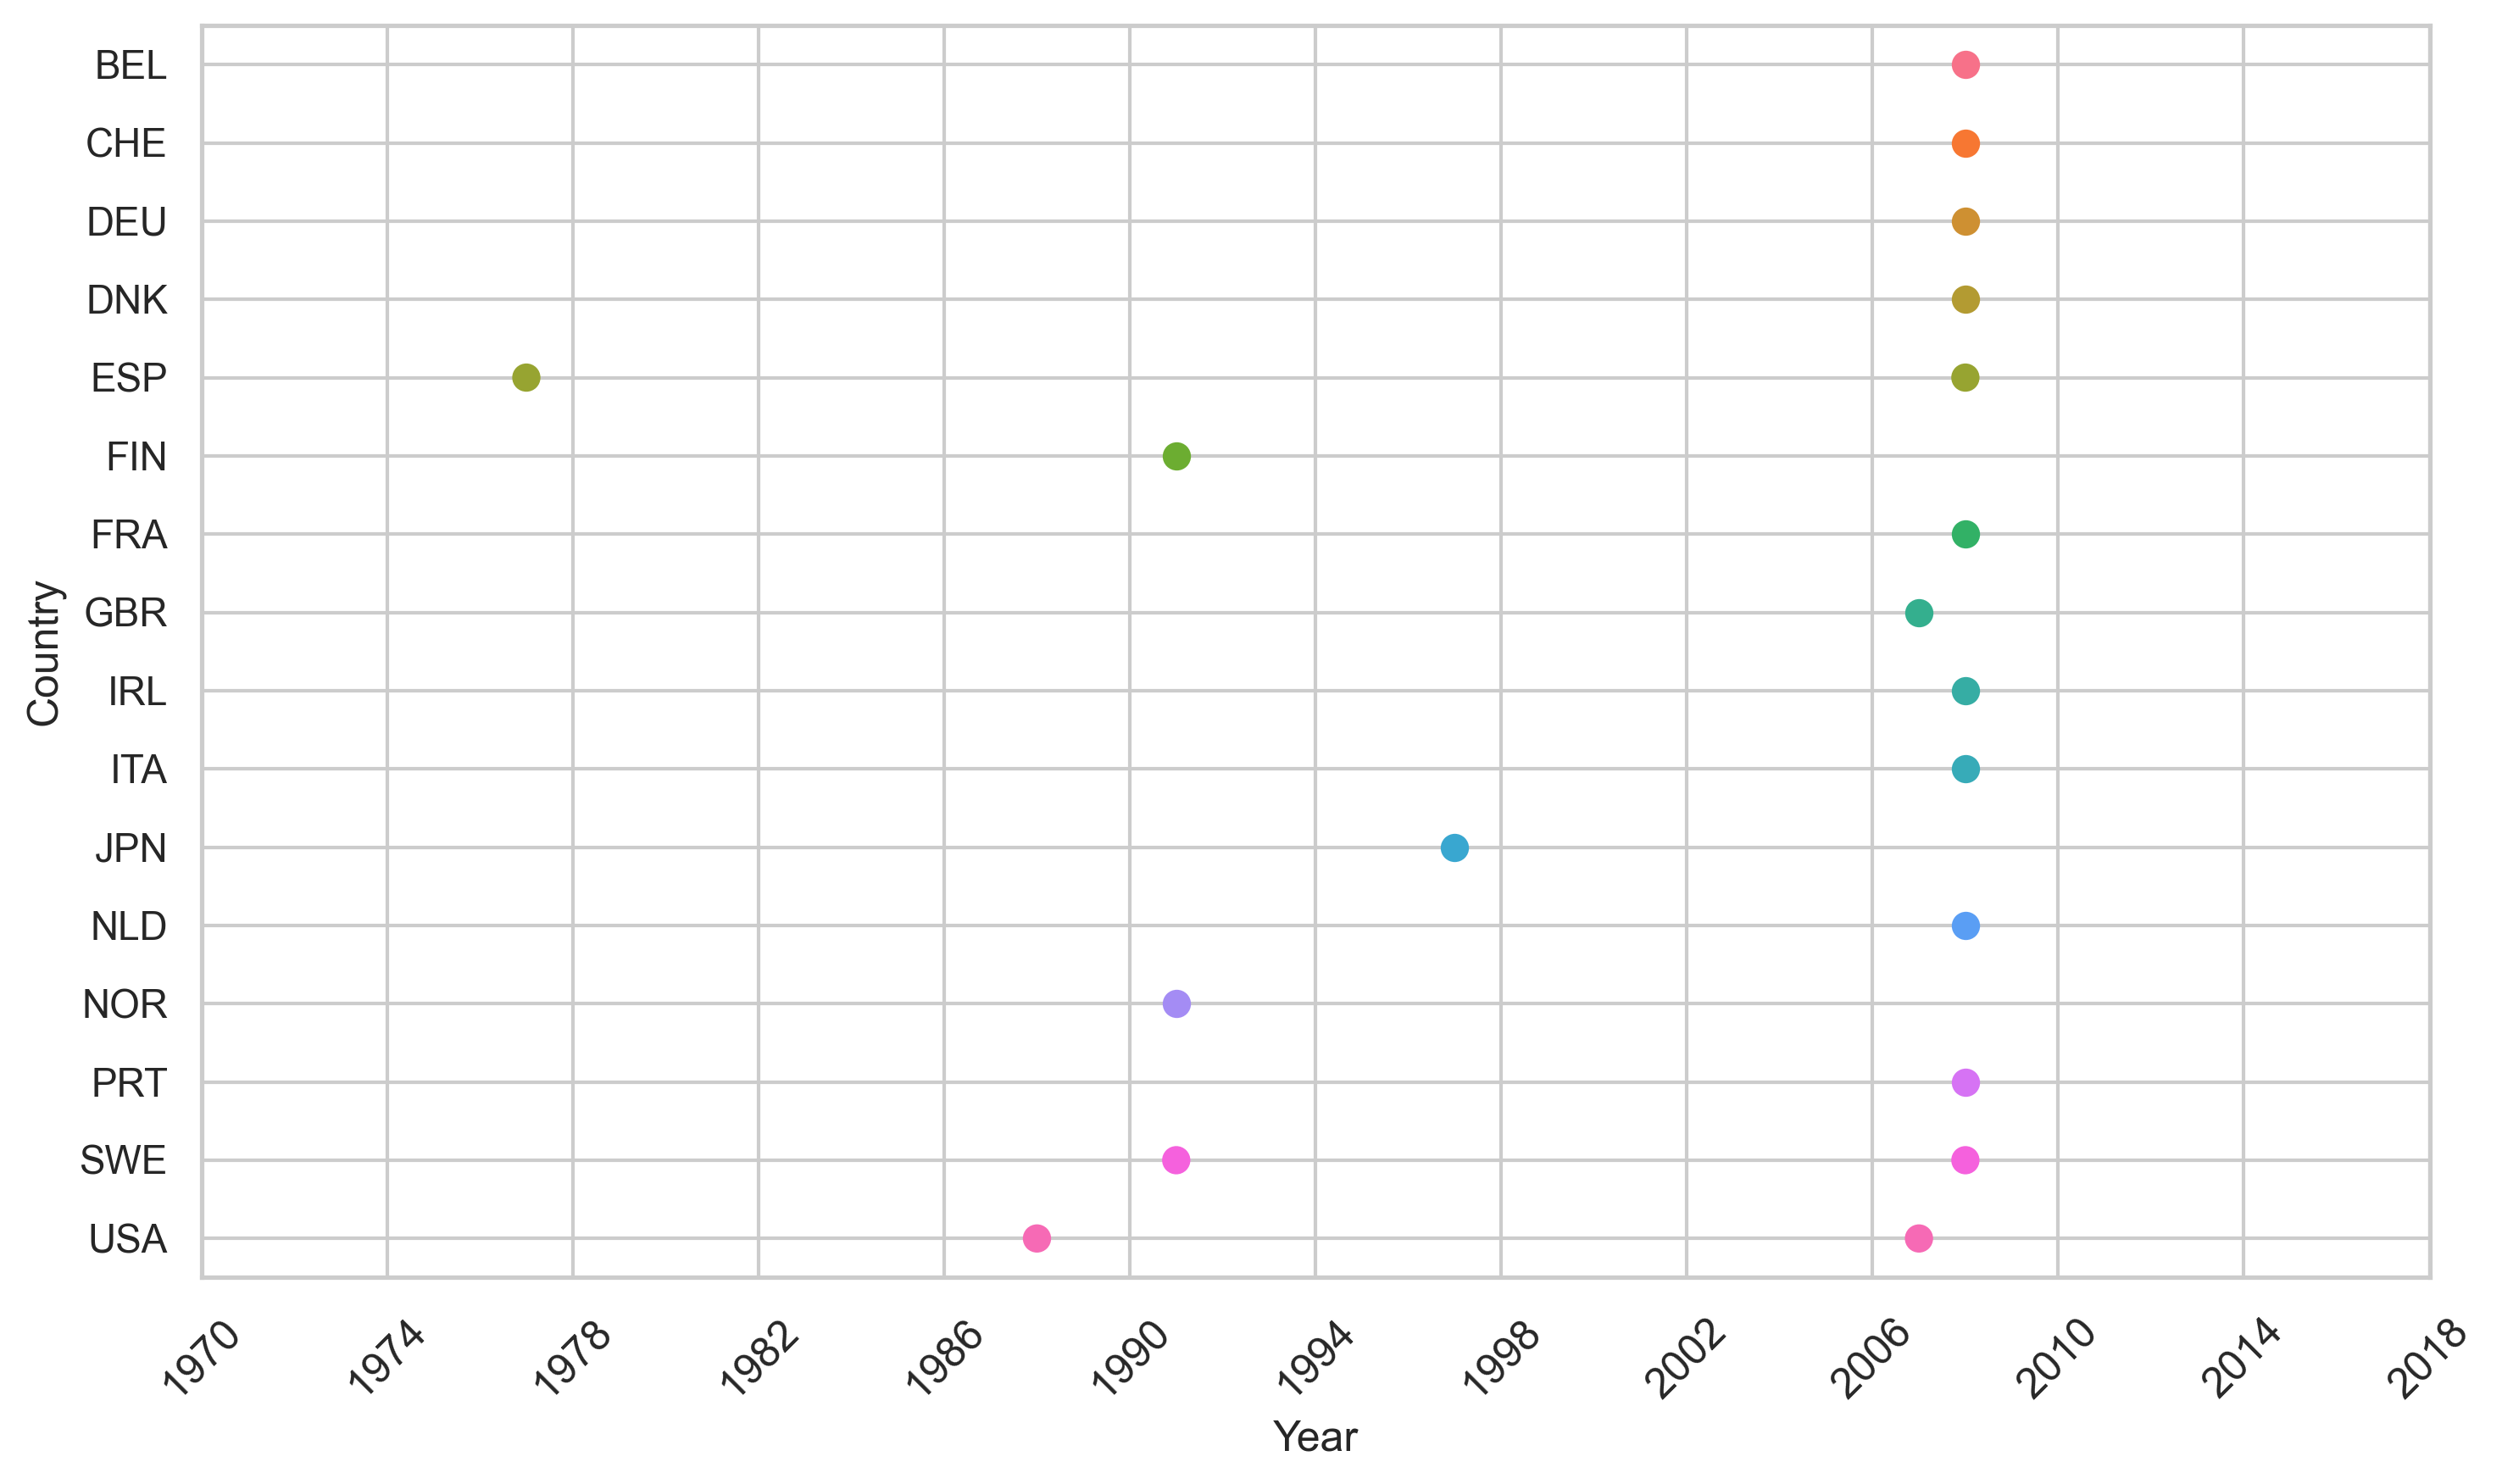 BEL
CHE
DEU
DNK
ESP
FIN
FRA
GBR
IRL
ITA
JPN
NLD
NOR
PRT
SWE
USA
Country
1970 1974 1978 1982 1986 1990 1994 1998 2002 2006 2010 2014 2018
Year